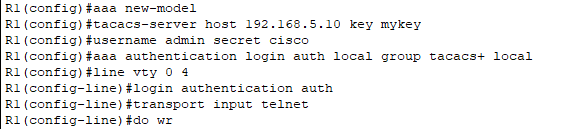 R1(config)#aaa new-model
R1(config)#tacacs-server host 192.168.5.10 key mykey
R1(config)#username admin secret cisco
R1(config)#aaa authentication login auth local group tacacs+ local
R1(config)#line vty 0 4
R1(config-line)#login authentication auth
R1(config-line)#transport input telnet
R1(config-line)#do wr